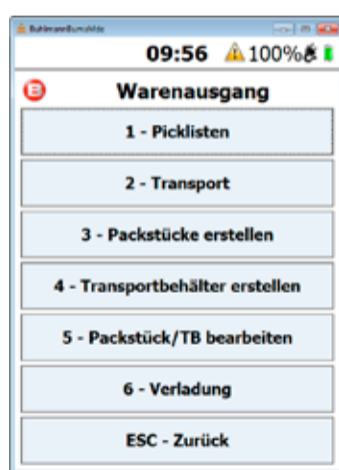 09:56 100%
Warenausgang
1 - Picklisten
2 - Transport
3 - Packstücke erstellen
4 - Transportbehälter erstellen
5 - Packstück/TB bearbeiten
6 - Verladung
ESC - Zurück